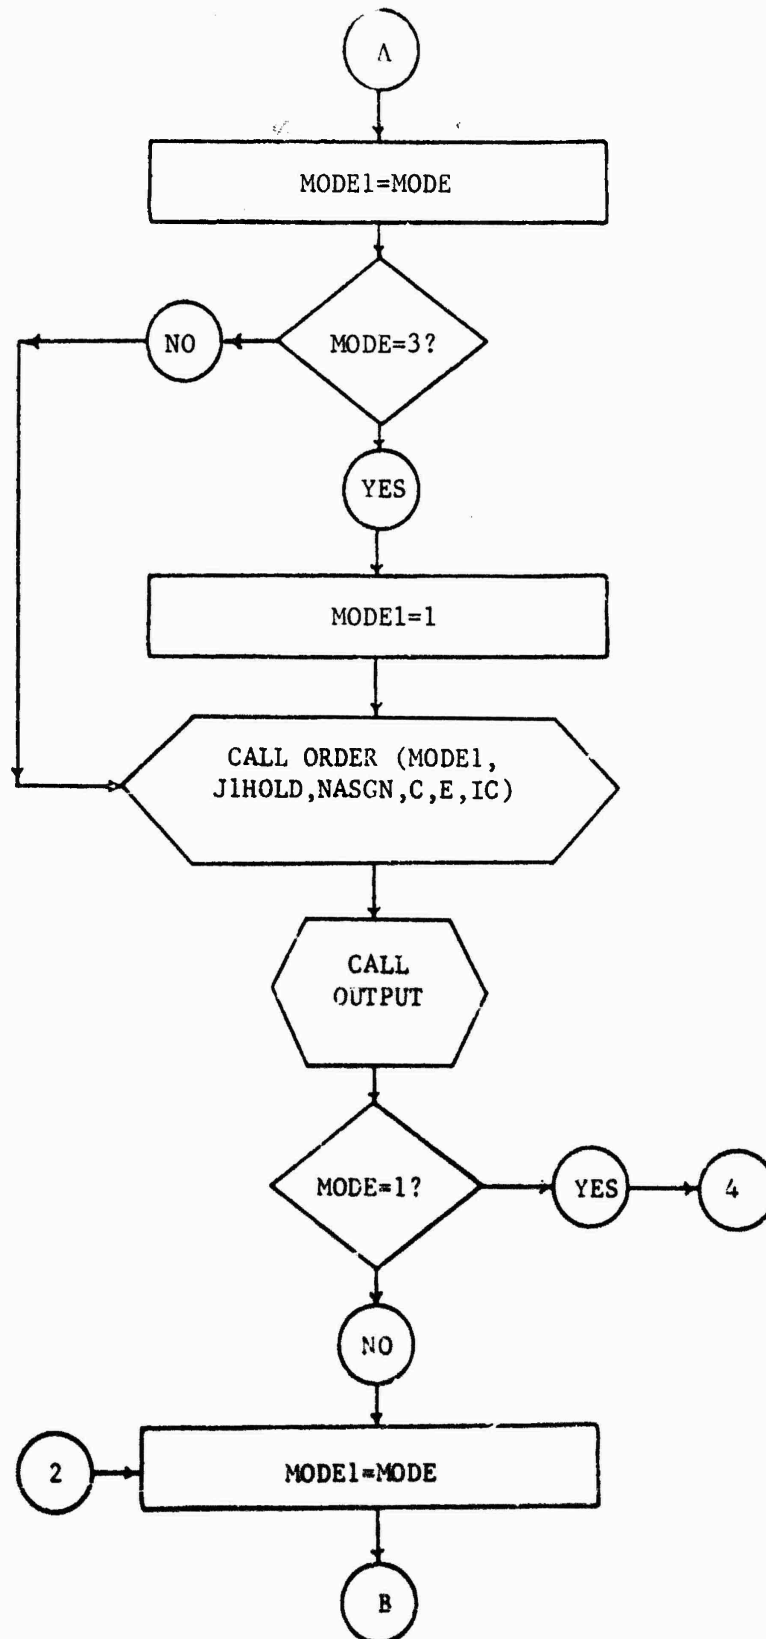 A
MODE1=MODE
NO
MODE=3?
YES
MODE1=1
CALL ORDER (MODE1,
J1HOLD,NASGN,C,E,IC)
CALL
OUTPUT
MODE=1?
YES
4
NO
2
MODE1=MODE
B